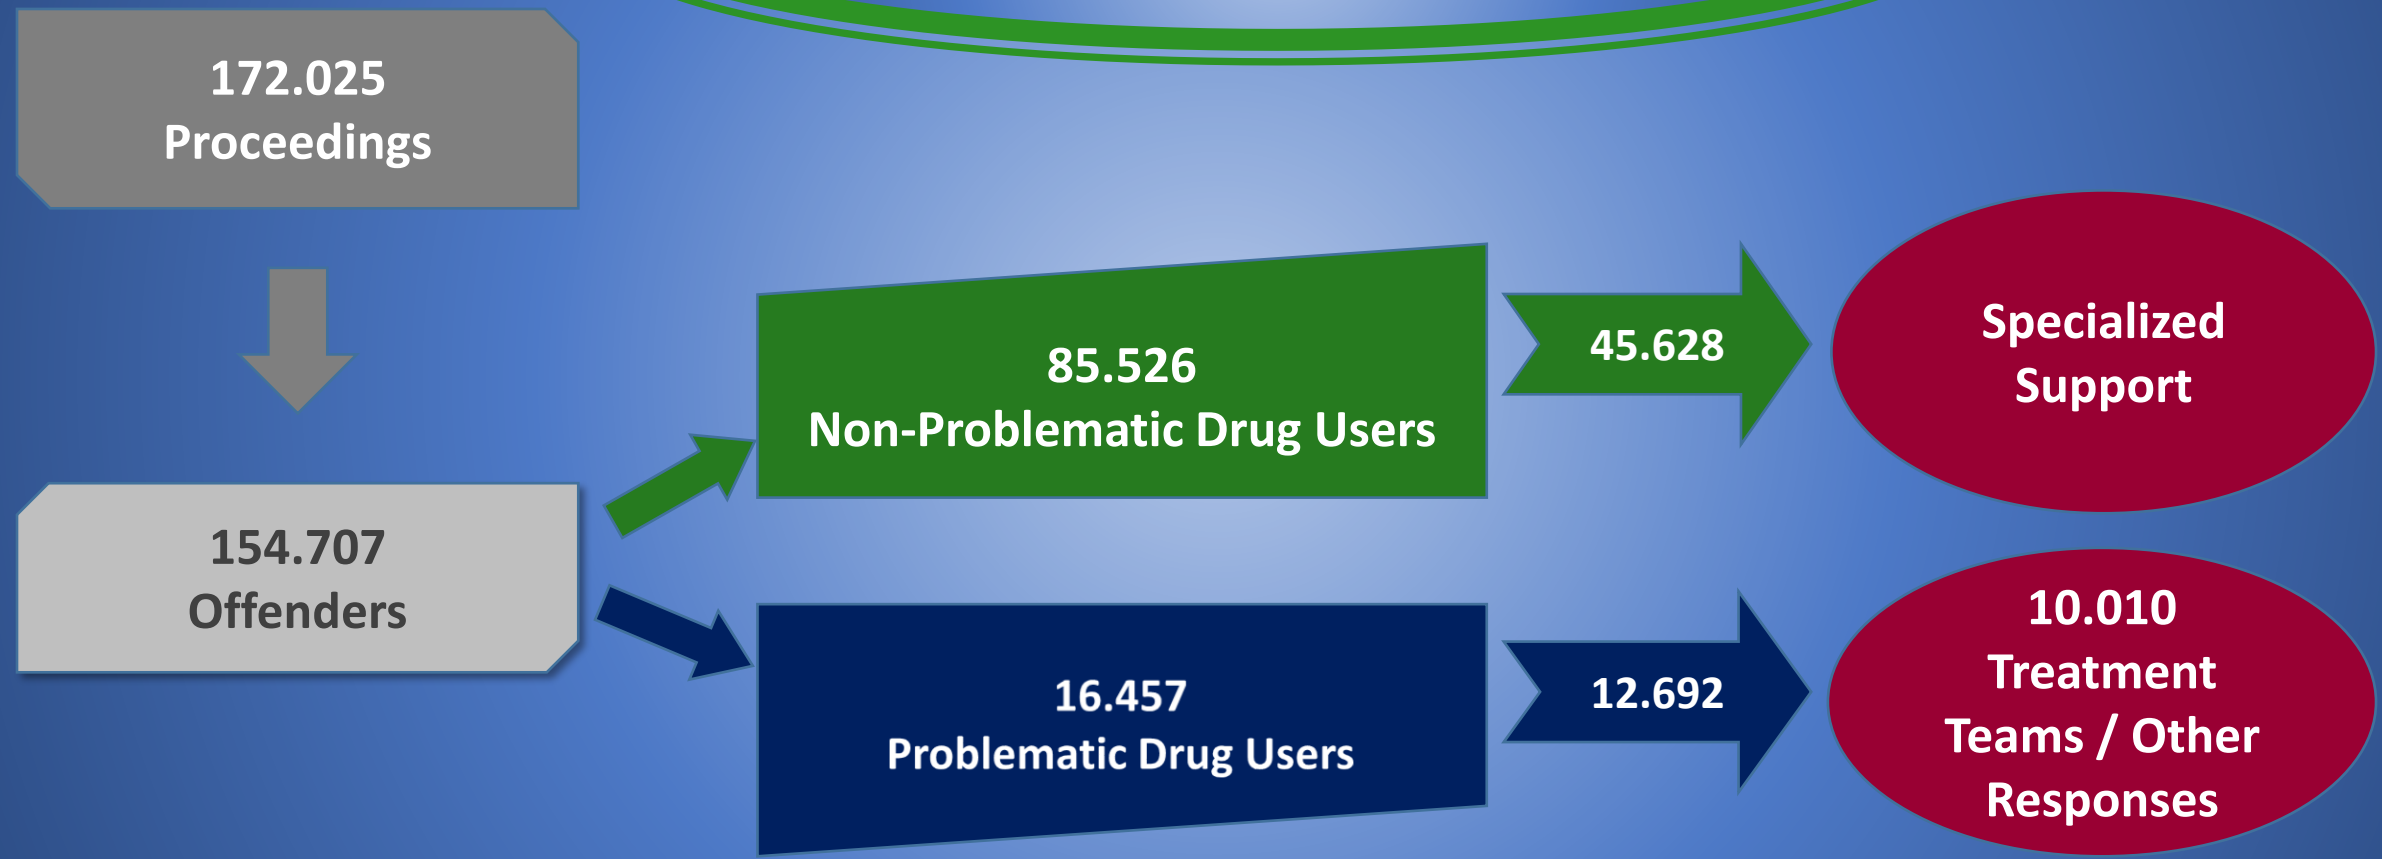 172.025
Proceedings
154.707
Offenders
85.526
Non-Problematic Drug Users
45.628
Specialized
Support
16.457
Problematic Drug Users
12.692
10.010
Treatment
Teams / Other
Responses